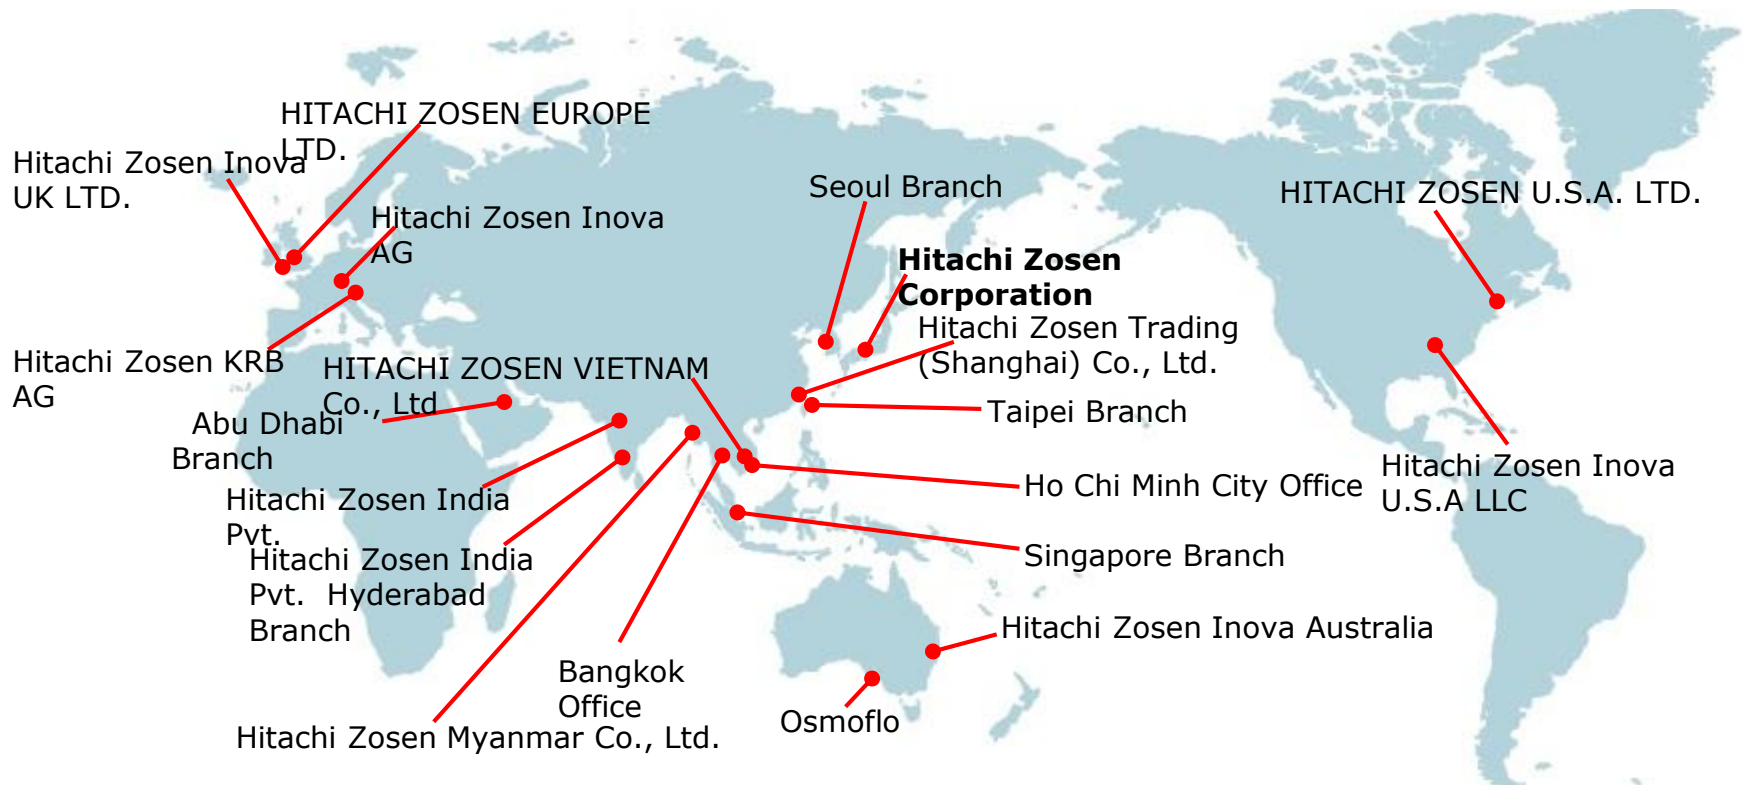 HITACHI ZOSEN EUROPE
LTD.
Hitachi Zosen Inova
UK LTD.
Hitachi Zosen Inova
AG
Seoul Branch
HITACHI ZOSEN U.S.A. LTD.
Hitachi Zosen
Corporation
Hitachi Zosen Trading
(Shanghai) Co., Ltd.
Hitachi Zosen KRB
AG
HITACHI ZOSEN VIETNAM
Co., Ltd
Abu Dhabi
Branch
Taipei Branch
Hitachi Zosen Inova
U.S.A LLC
Ho Chi Minh City Office
Hitachi Zosen India
Pvt.
Hitachi Zosen India
Pvt.  Hyderabad
Branch
Singapore Branch
Hitachi Zosen Inova Australia
Bangkok
Office
Osmoflo
Hitachi Zosen Myanmar Co., Ltd.